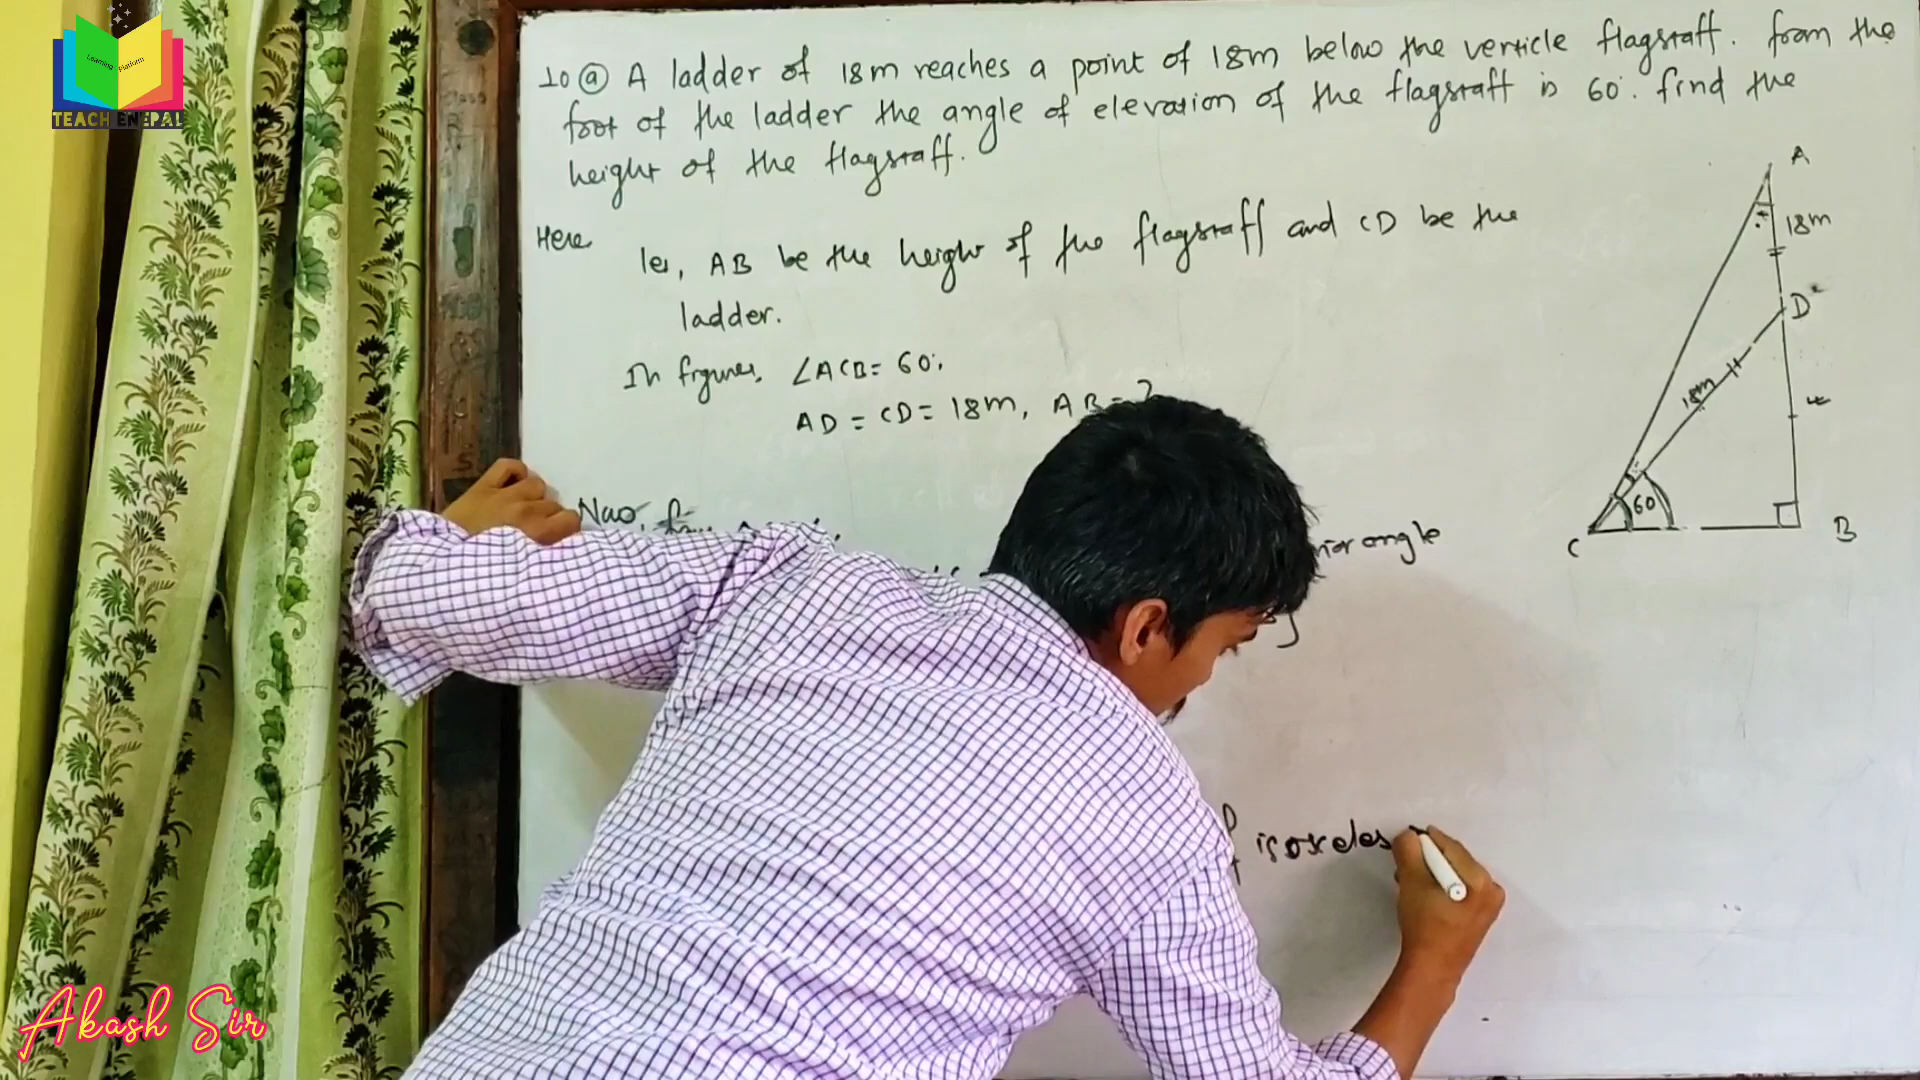 Learning Platform
TEACH ENEPAL
10 (a) A ladder of 18m reaches a point of 18m below the verticle flagstaff. from the
foot of the ladder the angle of elevation of the flagstaff is 60°. find the
height of the flagstaff.
Here
let, AB be the height of the flagstaff and CD be the
ladder.
In figures, ∠ACB = 60°,
AD = CD = 18m, AB = ?
Now,
angle
isosceles
A
18m
D
18m
60
C
B
Akash Sir